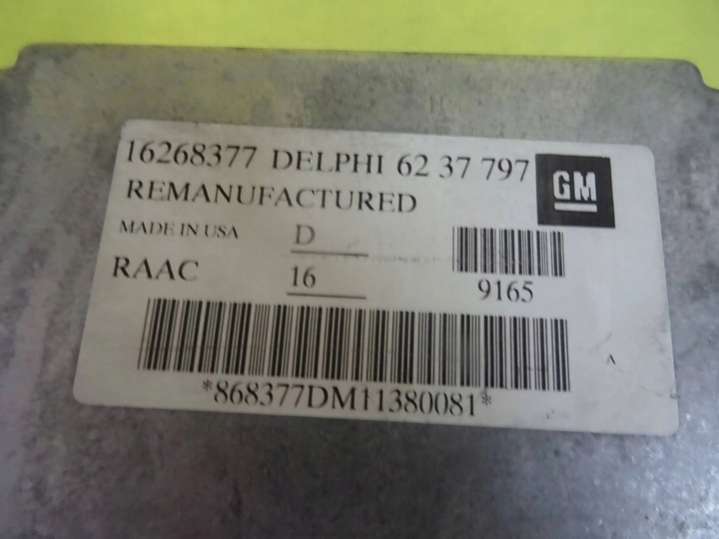 16268377 DELPHI 62 37 797
GM
REMANUFACTURED
MADE IN USA D
RAAC 16
9165
A
*868377DM11380081*